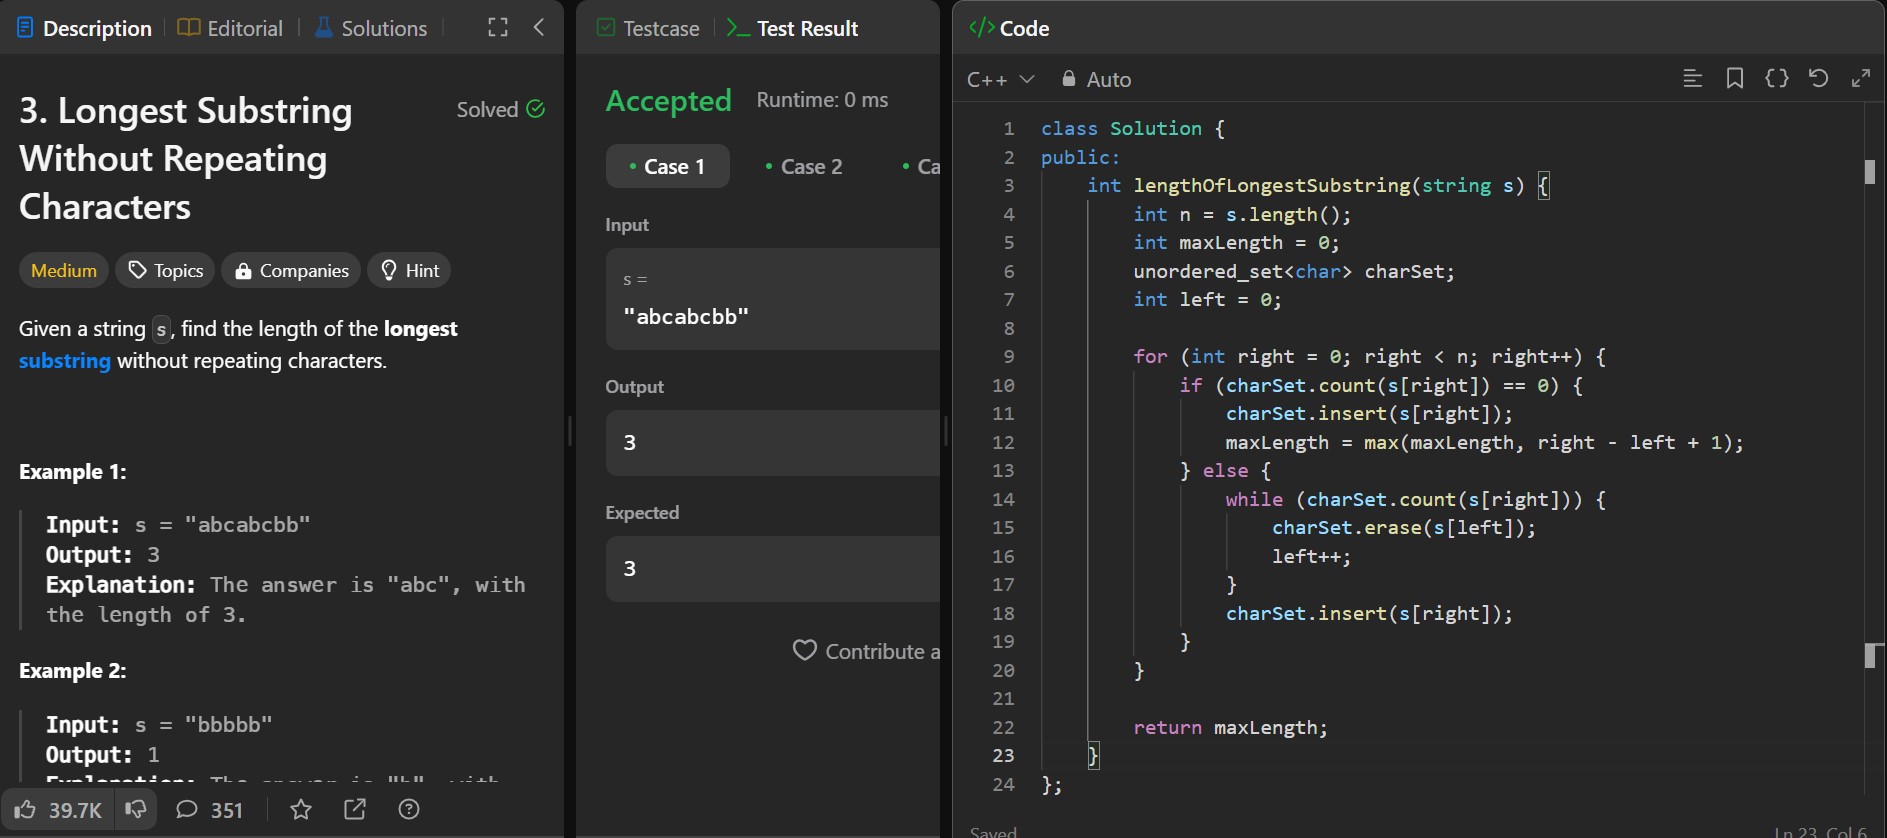 Description
Editorial
Solutions
3. Longest Substring
Without Repeating
Characters
Solved
Medium
Topics
Companies
Hint
Given a string s, find the length of the longest
substring without repeating characters.
Example 1:
Input: s = "abcabcbb"
Output: 3
Explanation: The answer is "abc", with
the length of 3.
Example 2:
Input: s = "bbbbb"
Output: 1
Explanation: The answer is "b", with
39.7K
351
Testcase
Test Result
Accepted
Runtime: 0 ms
Case 1
Case 2
Ca
Input
s =
"abcabcbb"
Output
3
Expected
3
Contribute a
</> Code
C++
Auto
1 class Solution {
2 public:
3     int lengthOfLongestSubstring(string s) {
4         int n = s.length();
5         int maxLength = 0;
6         unordered_set<char> charSet;
7         int left = 0;
8
9         for (int right = 0; right < n; right++) {
10             if (charSet.count(s[right]) == 0) {
11                 charSet.insert(s[right]);
12                 maxLength = max(maxLength, right - left + 1);
13             } else {
14                 while (charSet.count(s[right])) {
15                     charSet.erase(s[left]);
16                     left++;
17                 }
18                 charSet.insert(s[right]);
19             }
20         }
21
22         return maxLength;
23     }
24 };
Saved
Ln 23, Col 6